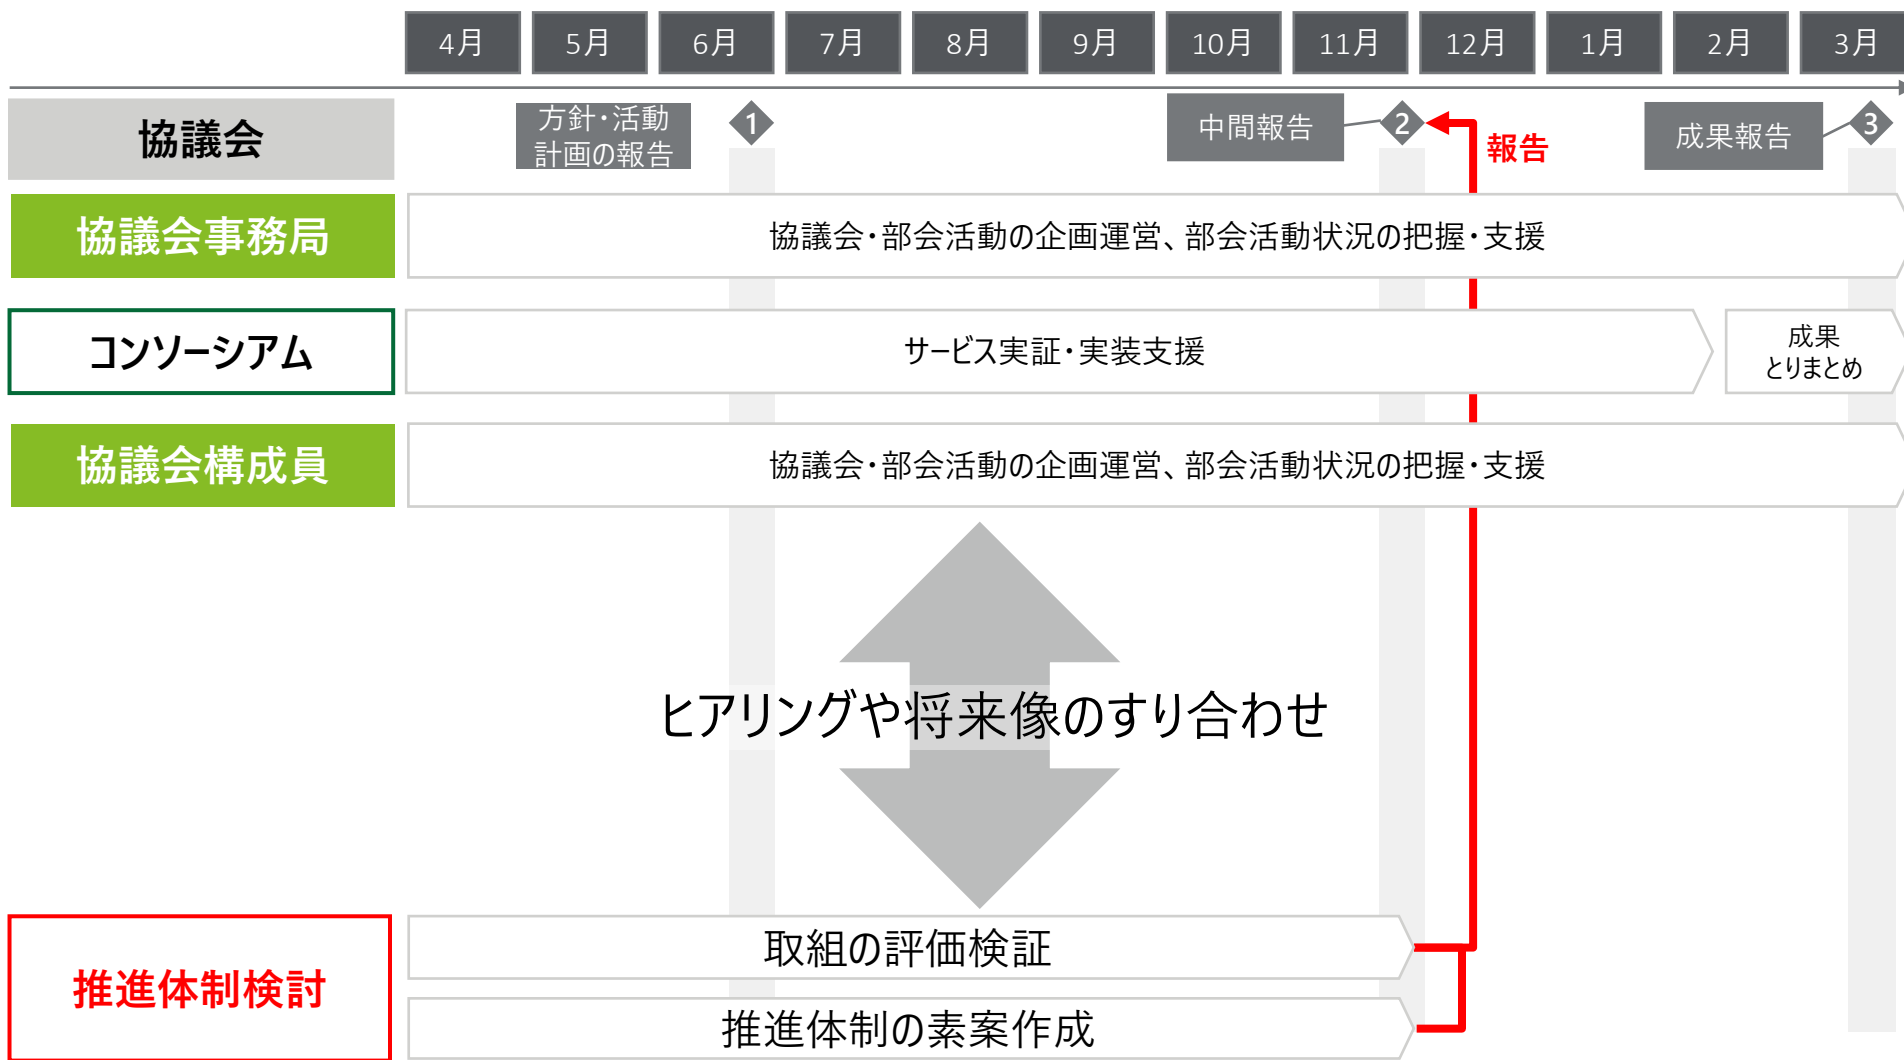 4月 5月 6月 7月 8月 9月 10月 11月 12月 1月 2月 3月
協議会
方針・活動
計画の報告
1
中間報告
2
報告
成果報告
3
協議会事務局
協議会・部会活動の企画運営、部会活動状況の把握・支援
コンソーシアム
サービス実証・実装支援
成果
とりまとめ
協議会構成員
協議会・部会活動の企画運営、部会活動状況の把握・支援
ヒアリングや将来像のすり合わせ
推進体制検討
取組の評価検証
推進体制の素案作成